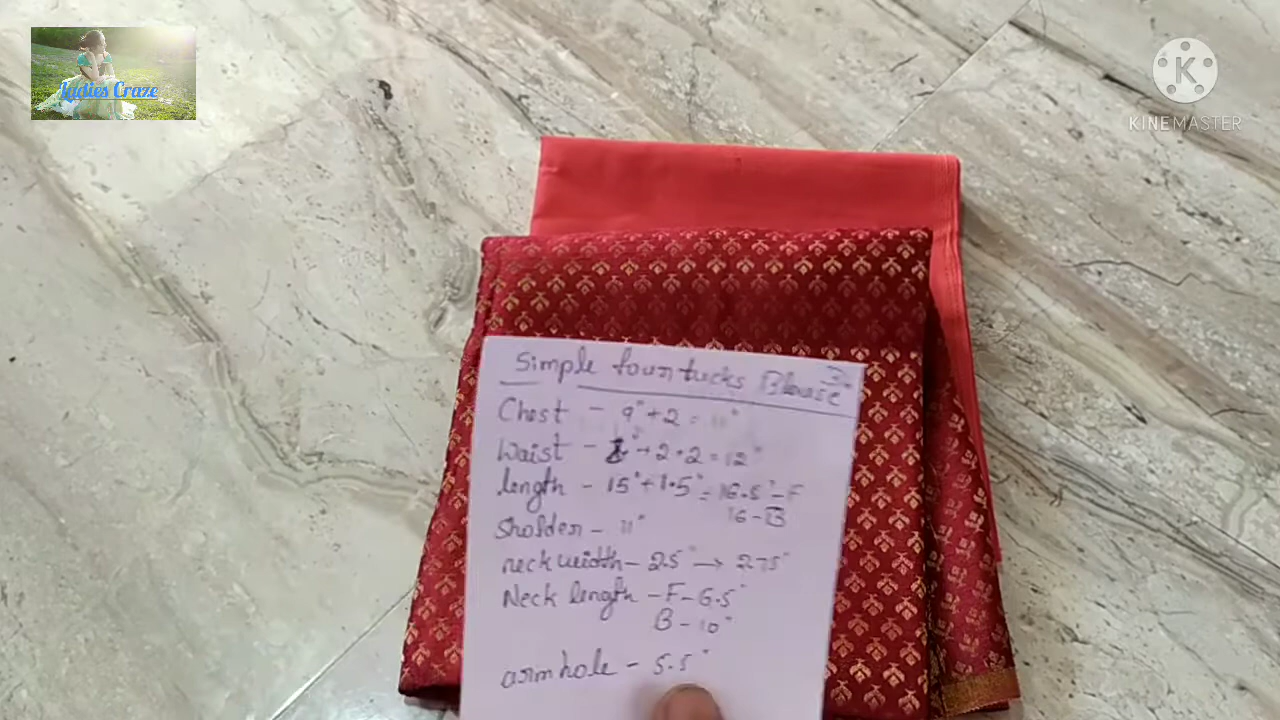 Ladies Craze
KINEMASTER
Simple four tucks Blouse
Chest - 9" + 2 = 11"
Waist - + 2 + 2 = 12"
length - 15" + 1.5" = 16.5" - F
16 - B
Sholder - 11"
neck width - 2.5" → 2.75"
Neck length - F - 6.5"
B - 10"
armhole - 5.5"